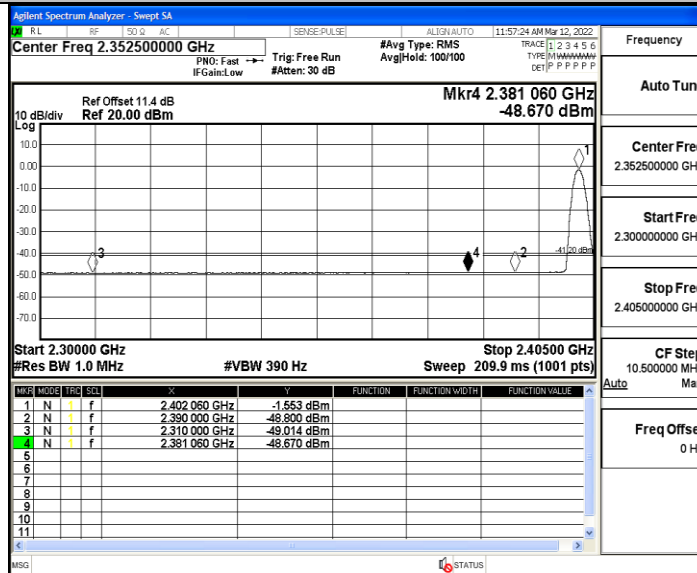 Agilent Spectrum Analyzer - Swept SA
RL RF 50 Ω AC SENSE:PULSE ALIGN AUTO 11:57:24 AM Mar 12, 2022
Center Freq 2.352500000 GHz
PNO: Fast
IFGain:Low
Trig: Free Run
#Atten: 30 dB
#Avg Type: RMS
Avg|Hold: 100/100
TRACE 1 2 3 4 5 6
TYPE M W W W W W
DET P P P P P P
Mkr4 2.381 060 GHz
-48.670 dBm
Ref Offset 11.4 dB
10 dB/div Ref 20.00 dBm
Log
10.0
0.00
-10.0
-20.0
-30.0
-40.0
-50.0
-60.0
-70.0
1
3
4
2
-41.20 dBm
Start 2.30000 GHz Stop 2.40500 GHz
#Res BW 1.0 MHz #VBW 390 Hz Sweep 209.9 ms (1001 pts)
MKR MODE TRC SCL X Y FUNCTION FUNCTION WIDTH FUNCTION VALUE
1 N 1 f 2.402 060 GHz -1.553 dBm
2 N 1 f 2.390 000 GHz -48.800 dBm
3 N 1 f 2.310 000 GHz -49.014 dBm
4 N 1 f 2.381 060 GHz -48.670 dBm
5
6
7
8
9
10
11
MSG STATUS
Frequency
Auto Tun
Center Fre
2.352500000 GH
Start Fre
2.300000000 GH
Stop Fre
2.405000000 GH
CF Step
10.500000 MH
Auto Ma
Freq Offse
0 H